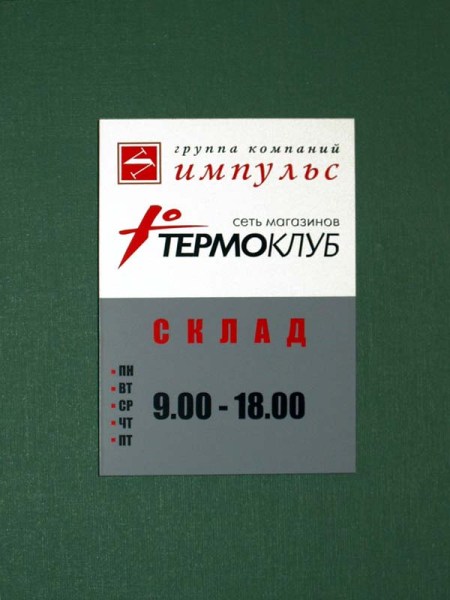 группа компаний
импульс
сеть магазинов
ТЕРМОКЛУБ
СКЛАД
ПН
ВТ
СР
ЧТ
ПТ
9.00 - 18.00